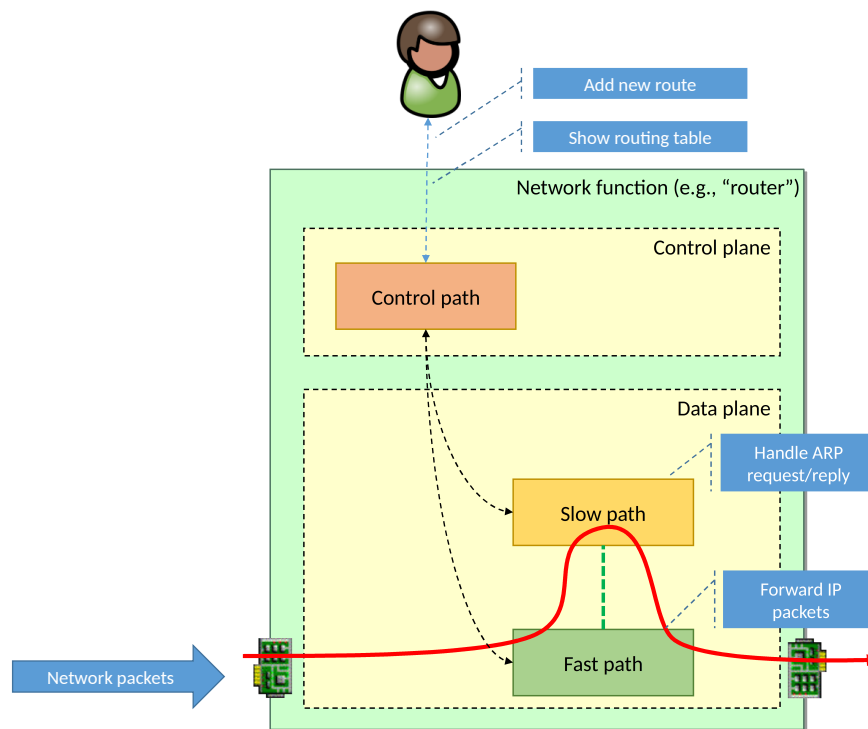 Add new route
Show routing table
Network function (e.g., “router”)
Control plane
Control path
Data plane
Handle ARP
request/reply
Slow path
Forward IP
packets
Fast path
Network packets